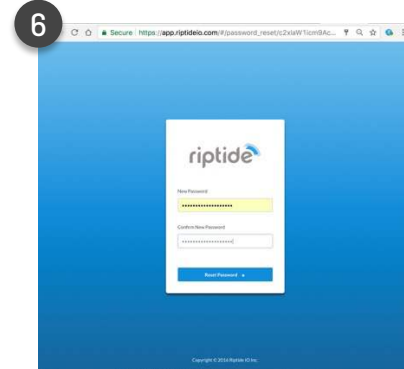 6
Secure https://app.riptideio.com/#/password_reset/
riptide
New Password
•••••••••••••••••••
Confirm New Password
•••••••••••••••••••
Reset Password
Copyright © 2016 Riptide IO Inc.